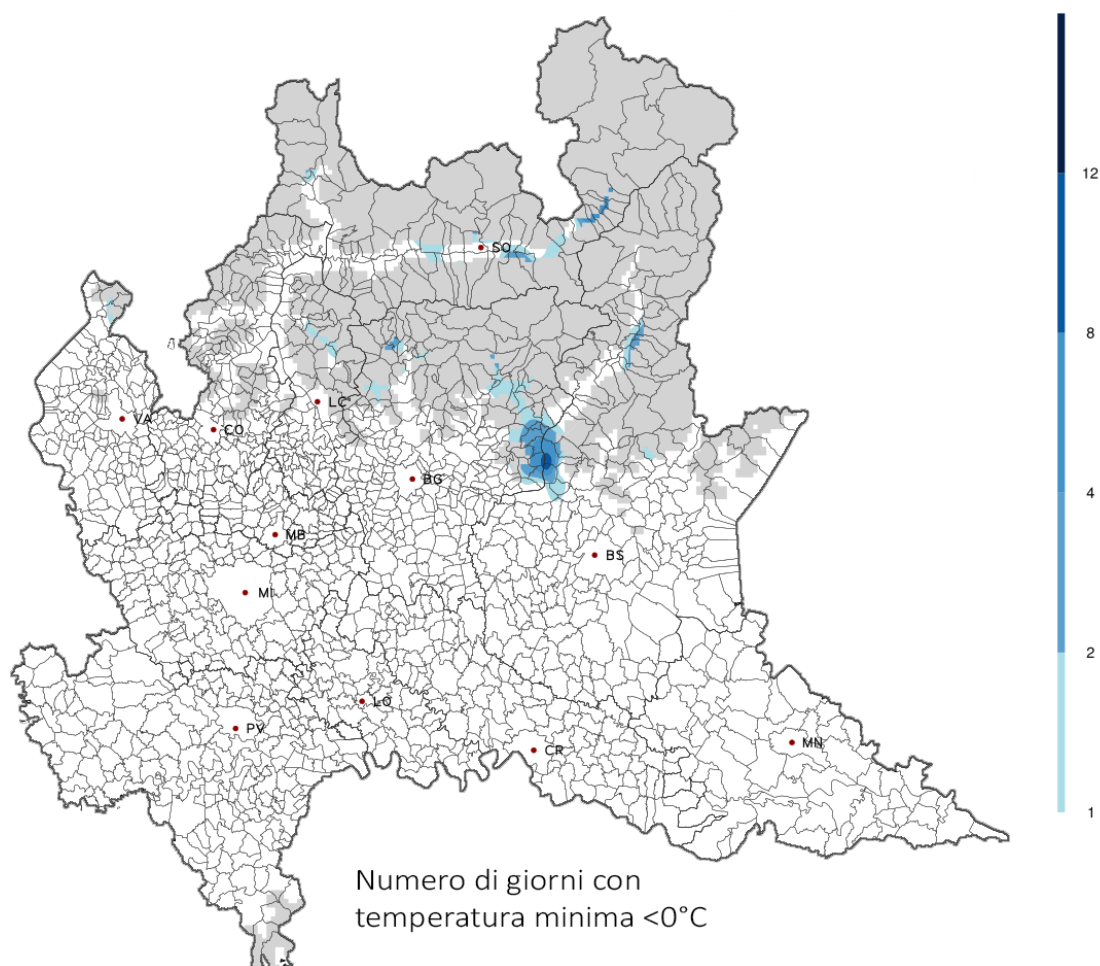 12
SO
8
LC
VA
CO
BG
4
MB
BS
MI
2
LO
PV
CR
MN
1
Numero di giorni con
temperatura minima <0°C